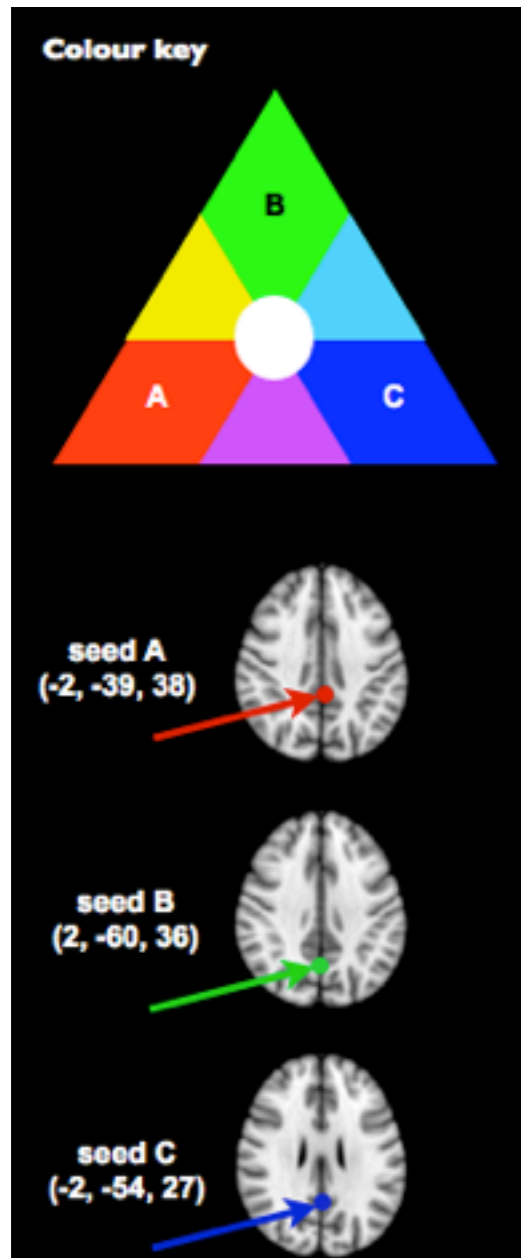 Colour key
B
A
C
seed A
(-2, -39, 38)
seed B
(2, -60, 36)
seed C
(-2, -54, 27)